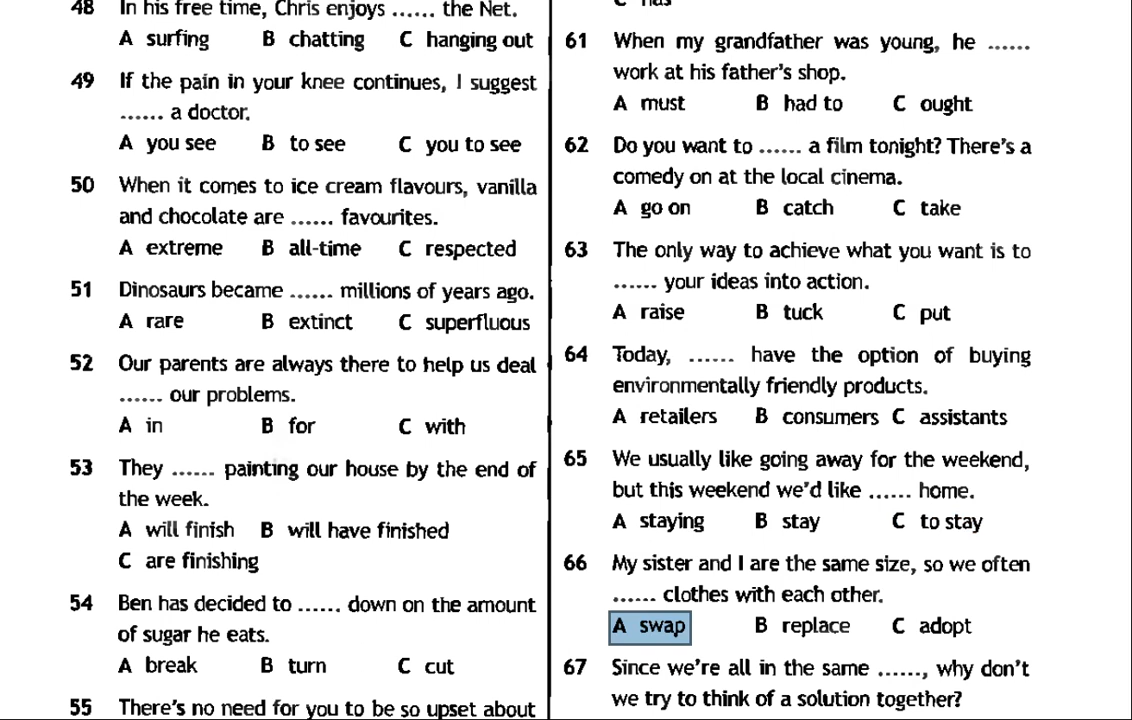 48 In his free time, Chris enjoys ...... the Net.
A surfing B chatting C hanging out
49 If the pain in your knee continues, I suggest
...... a doctor.
A you see B to see C you to see
50 When it comes to ice cream flavours, vanilla
and chocolate are ...... favourites.
A extreme B all-time C respected
51 Dinosaurs became ...... millions of years ago.
A rare B extinct C superfluous
52 Our parents are always there to help us deal
...... our problems.
A in B for C with
53 They ...... painting our house by the end of
the week.
A will finish B will have finished
C are finishing
54 Ben has decided to ...... down on the amount
of sugar he eats.
A break B turn C cut
55 There's no need for you to be so upset about
C has
61 When my grandfather was young, he ......
work at his father's shop.
A must B had to C ought
62 Do you want to ...... a film tonight? There's a
comedy on at the local cinema.
A go on B catch C take
63 The only way to achieve what you want is to
...... your ideas into action.
A raise B tuck C put
64 Today, ...... have the option of buying
environmentally friendly products.
A retailers B consumers C assistants
65 We usually like going away for the weekend,
but this weekend we'd like ...... home.
A staying B stay C to stay
66 My sister and I are the same size, so we often
...... clothes with each other.
A swap B replace C adopt
67 Since we're all in the same ......, why don't
we try to think of a solution together?